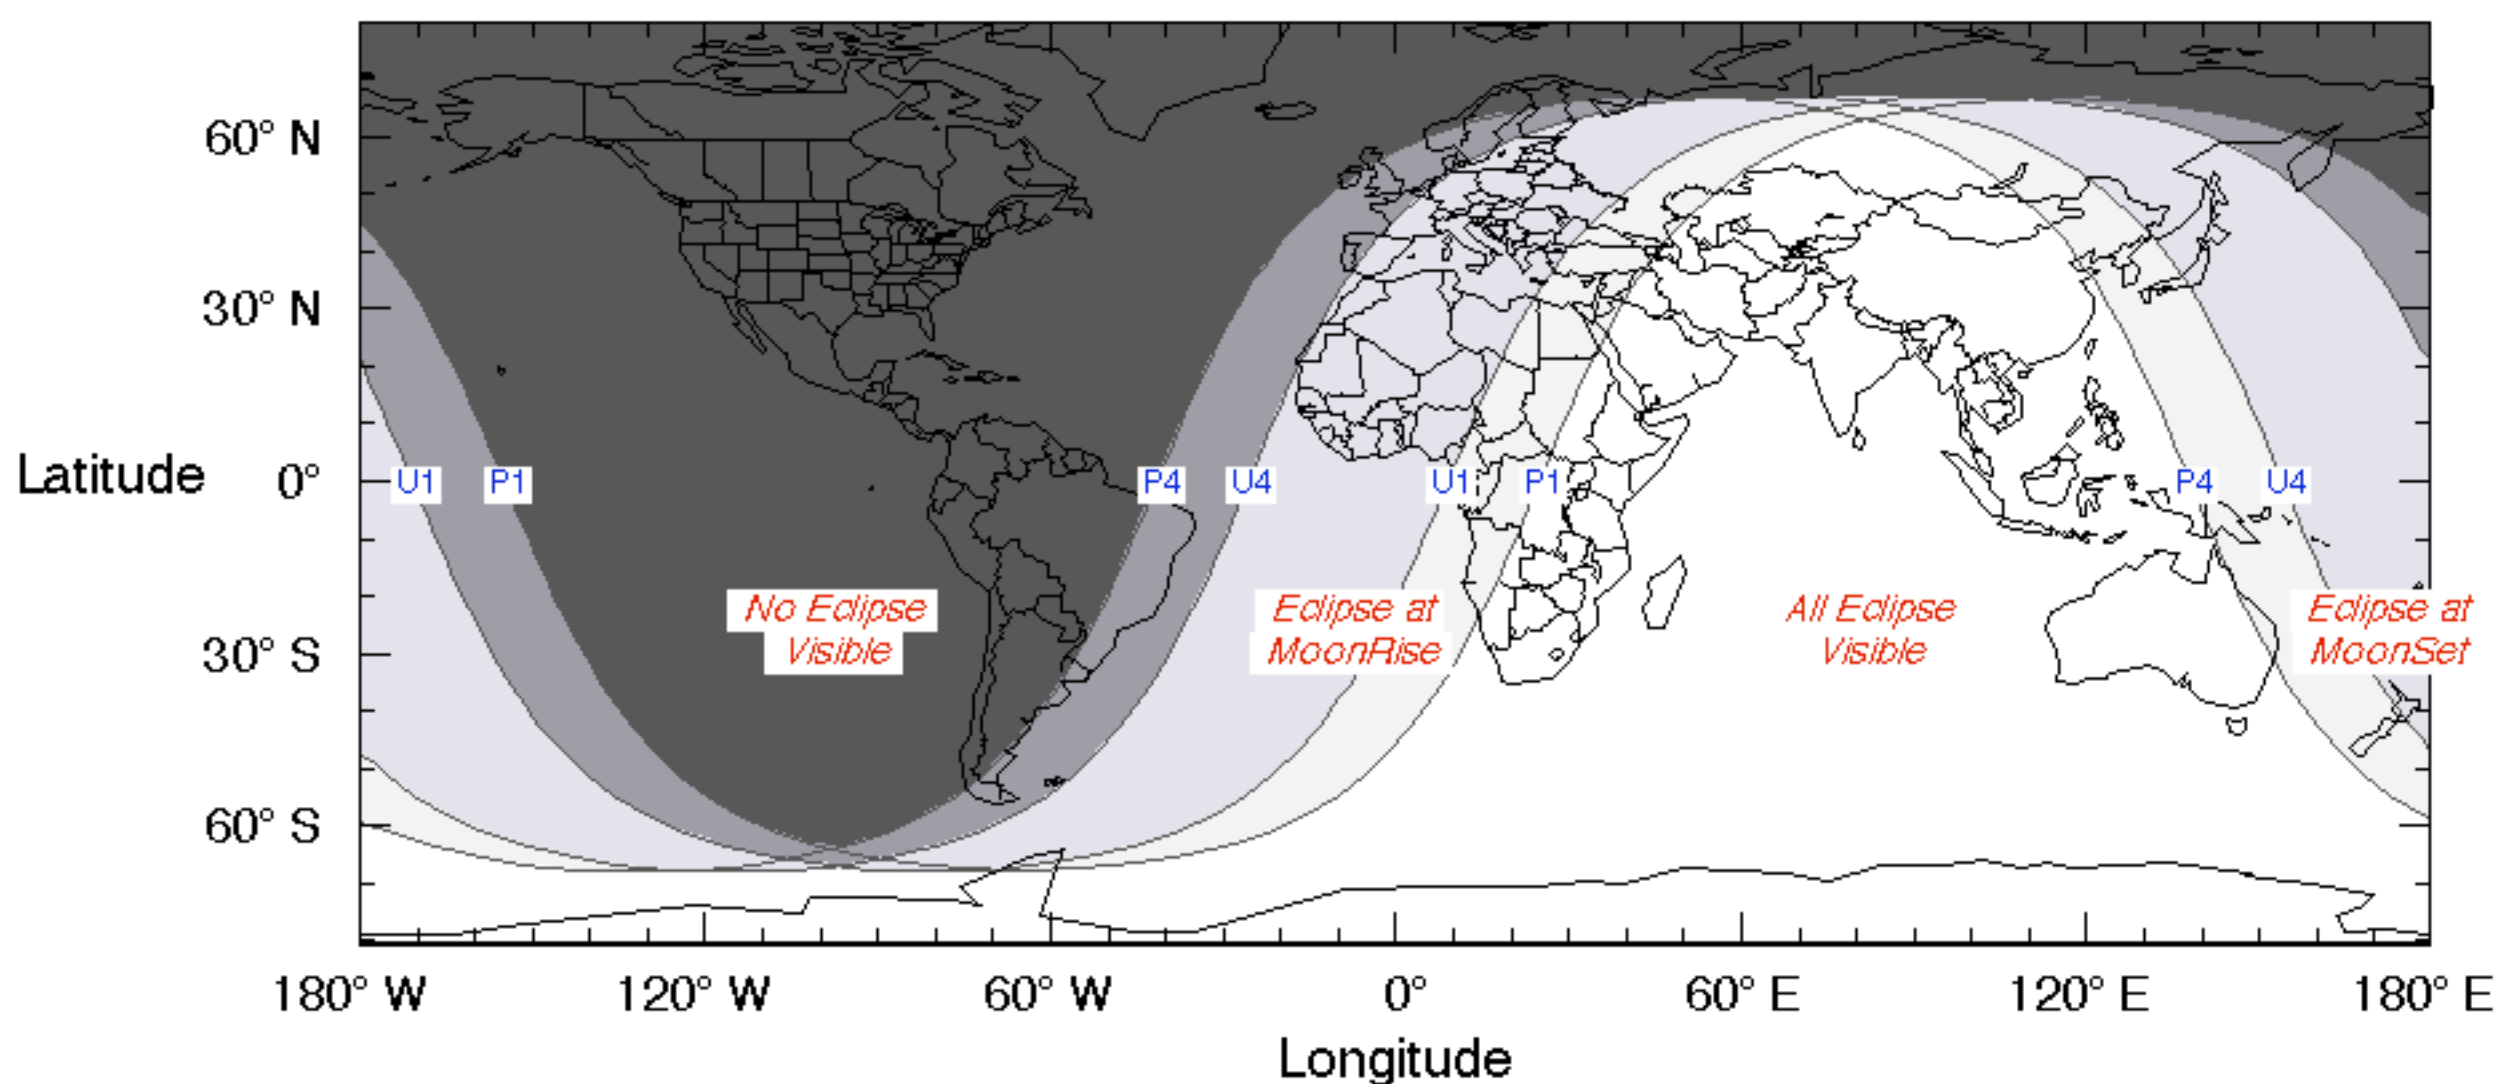 60° N
30° N
Latitude 0°
U1 P1 P4 U4 U1 P1 P4 U4
No Eclipse
Visible
Eclipse at
MoonRise
All Eclipse
Visible
Eclipse at
MoonSet
30° S
60° S
180° W 120° W 60° W 0° 60° E 120° E 180° E
Longitude